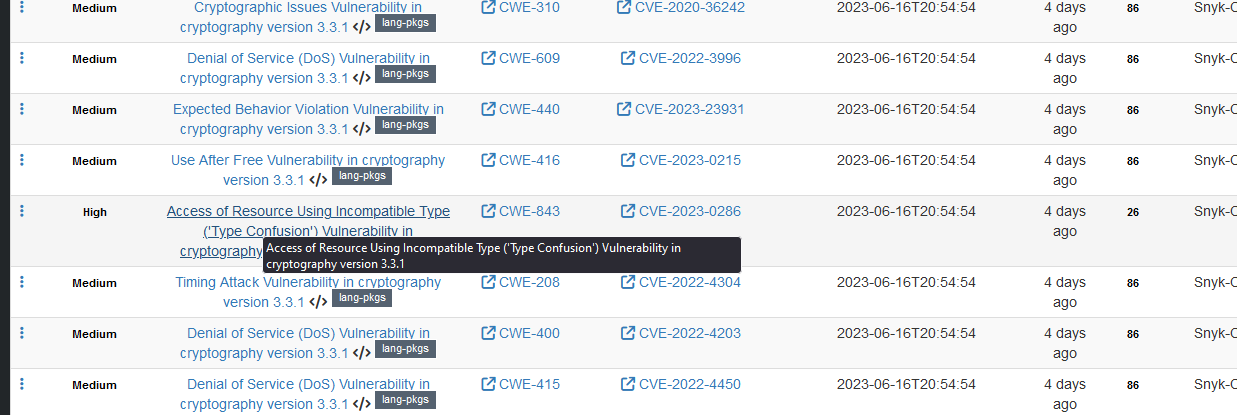 Medium Cryptographic Issues Vulnerability in CWE-310 CVE-2020-36242 2023-06-16T20:54:54 4 days 86 Snyk-C
cryptography version 3.3.1 </> lang-pkgs ago
Medium Denial of Service (DoS) Vulnerability in CWE-609 CVE-2022-3996 2023-06-16T20:54:54 4 days 86 Snyk-C
cryptography version 3.3.1 </> lang-pkgs ago
Medium Expected Behavior Violation Vulnerability in CWE-440 CVE-2023-23931 2023-06-16T20:54:54 4 days 86 Snyk-C
cryptography version 3.3.1 </> lang-pkgs ago
Medium Use After Free Vulnerability in cryptography CWE-416 CVE-2023-0215 2023-06-16T20:54:54 4 days 86 Snyk-C
version 3.3.1 </> lang-pkgs ago
High Access of Resource Using Incompatible Type CWE-843 CVE-2023-0286 2023-06-16T20:54:54 4 days 26 Snyk-C
('Type Confusion') Vulnerability in ago
cryptography
Access of Resource Using Incompatible Type ('Type Confusion') Vulnerability in
cryptography version 3.3.1
Medium Timing Attack Vulnerability in cryptography CWE-208 CVE-2022-4304 2023-06-16T20:54:54 4 days 86 Snyk-C
version 3.3.1 </> lang-pkgs ago
Medium Denial of Service (DoS) Vulnerability in CWE-400 CVE-2022-4203 2023-06-16T20:54:54 4 days 86 Snyk-C
cryptography version 3.3.1 </> lang-pkgs ago
Medium Denial of Service (DoS) Vulnerability in CWE-415 CVE-2022-4450 2023-06-16T20:54:54 4 days 86 Snyk-C
cryptography version 3.3.1 </> lang-pkgs ago